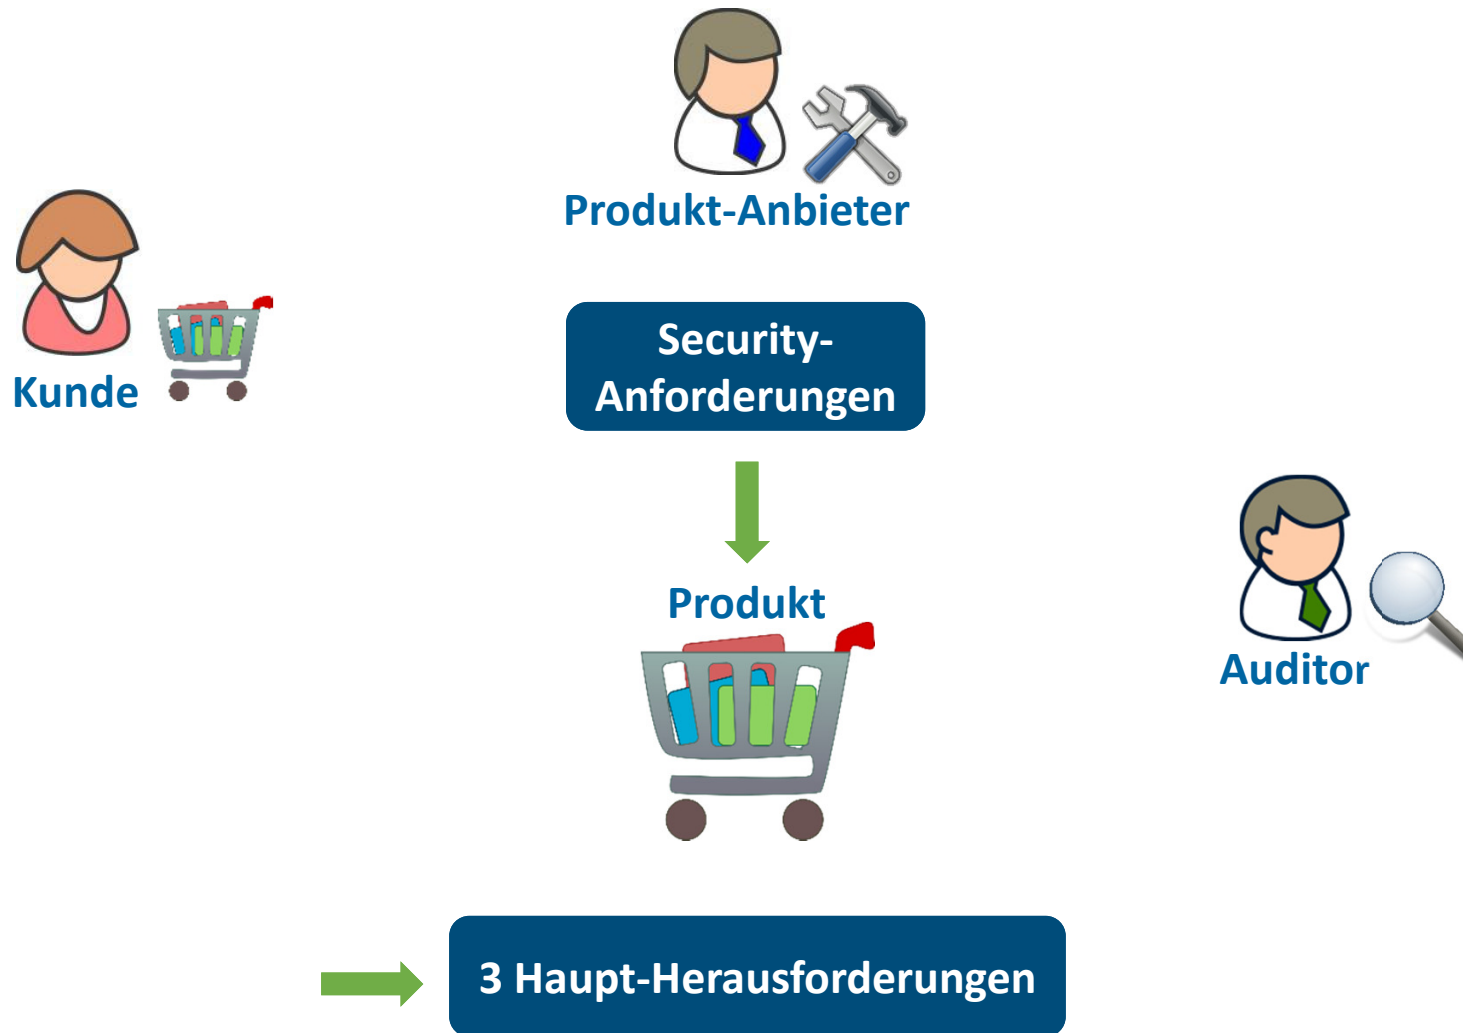 Produkt-Anbieter
Kunde
Security-
Anforderungen
Produkt
Auditor
3 Haupt-Herausforderungen